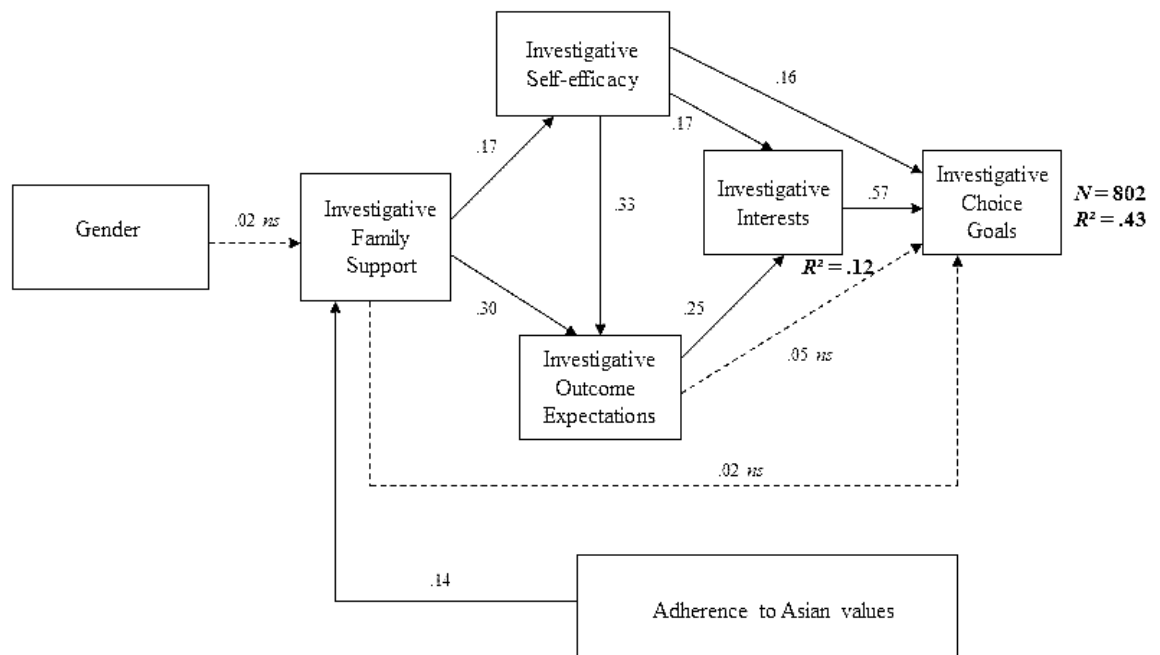 Investigative
Self-efficacy
.16
.17
.17
Investigative
Interests
Investigative
Choice
Goals
N = 802
R² = .43
.57
Gender
.02 ns
Investigative
Family
Support
.33
R² = .12
.30
.25
.05 ns
Investigative
Outcome
Expectations
.02 ns
.14
Adherence to Asian values